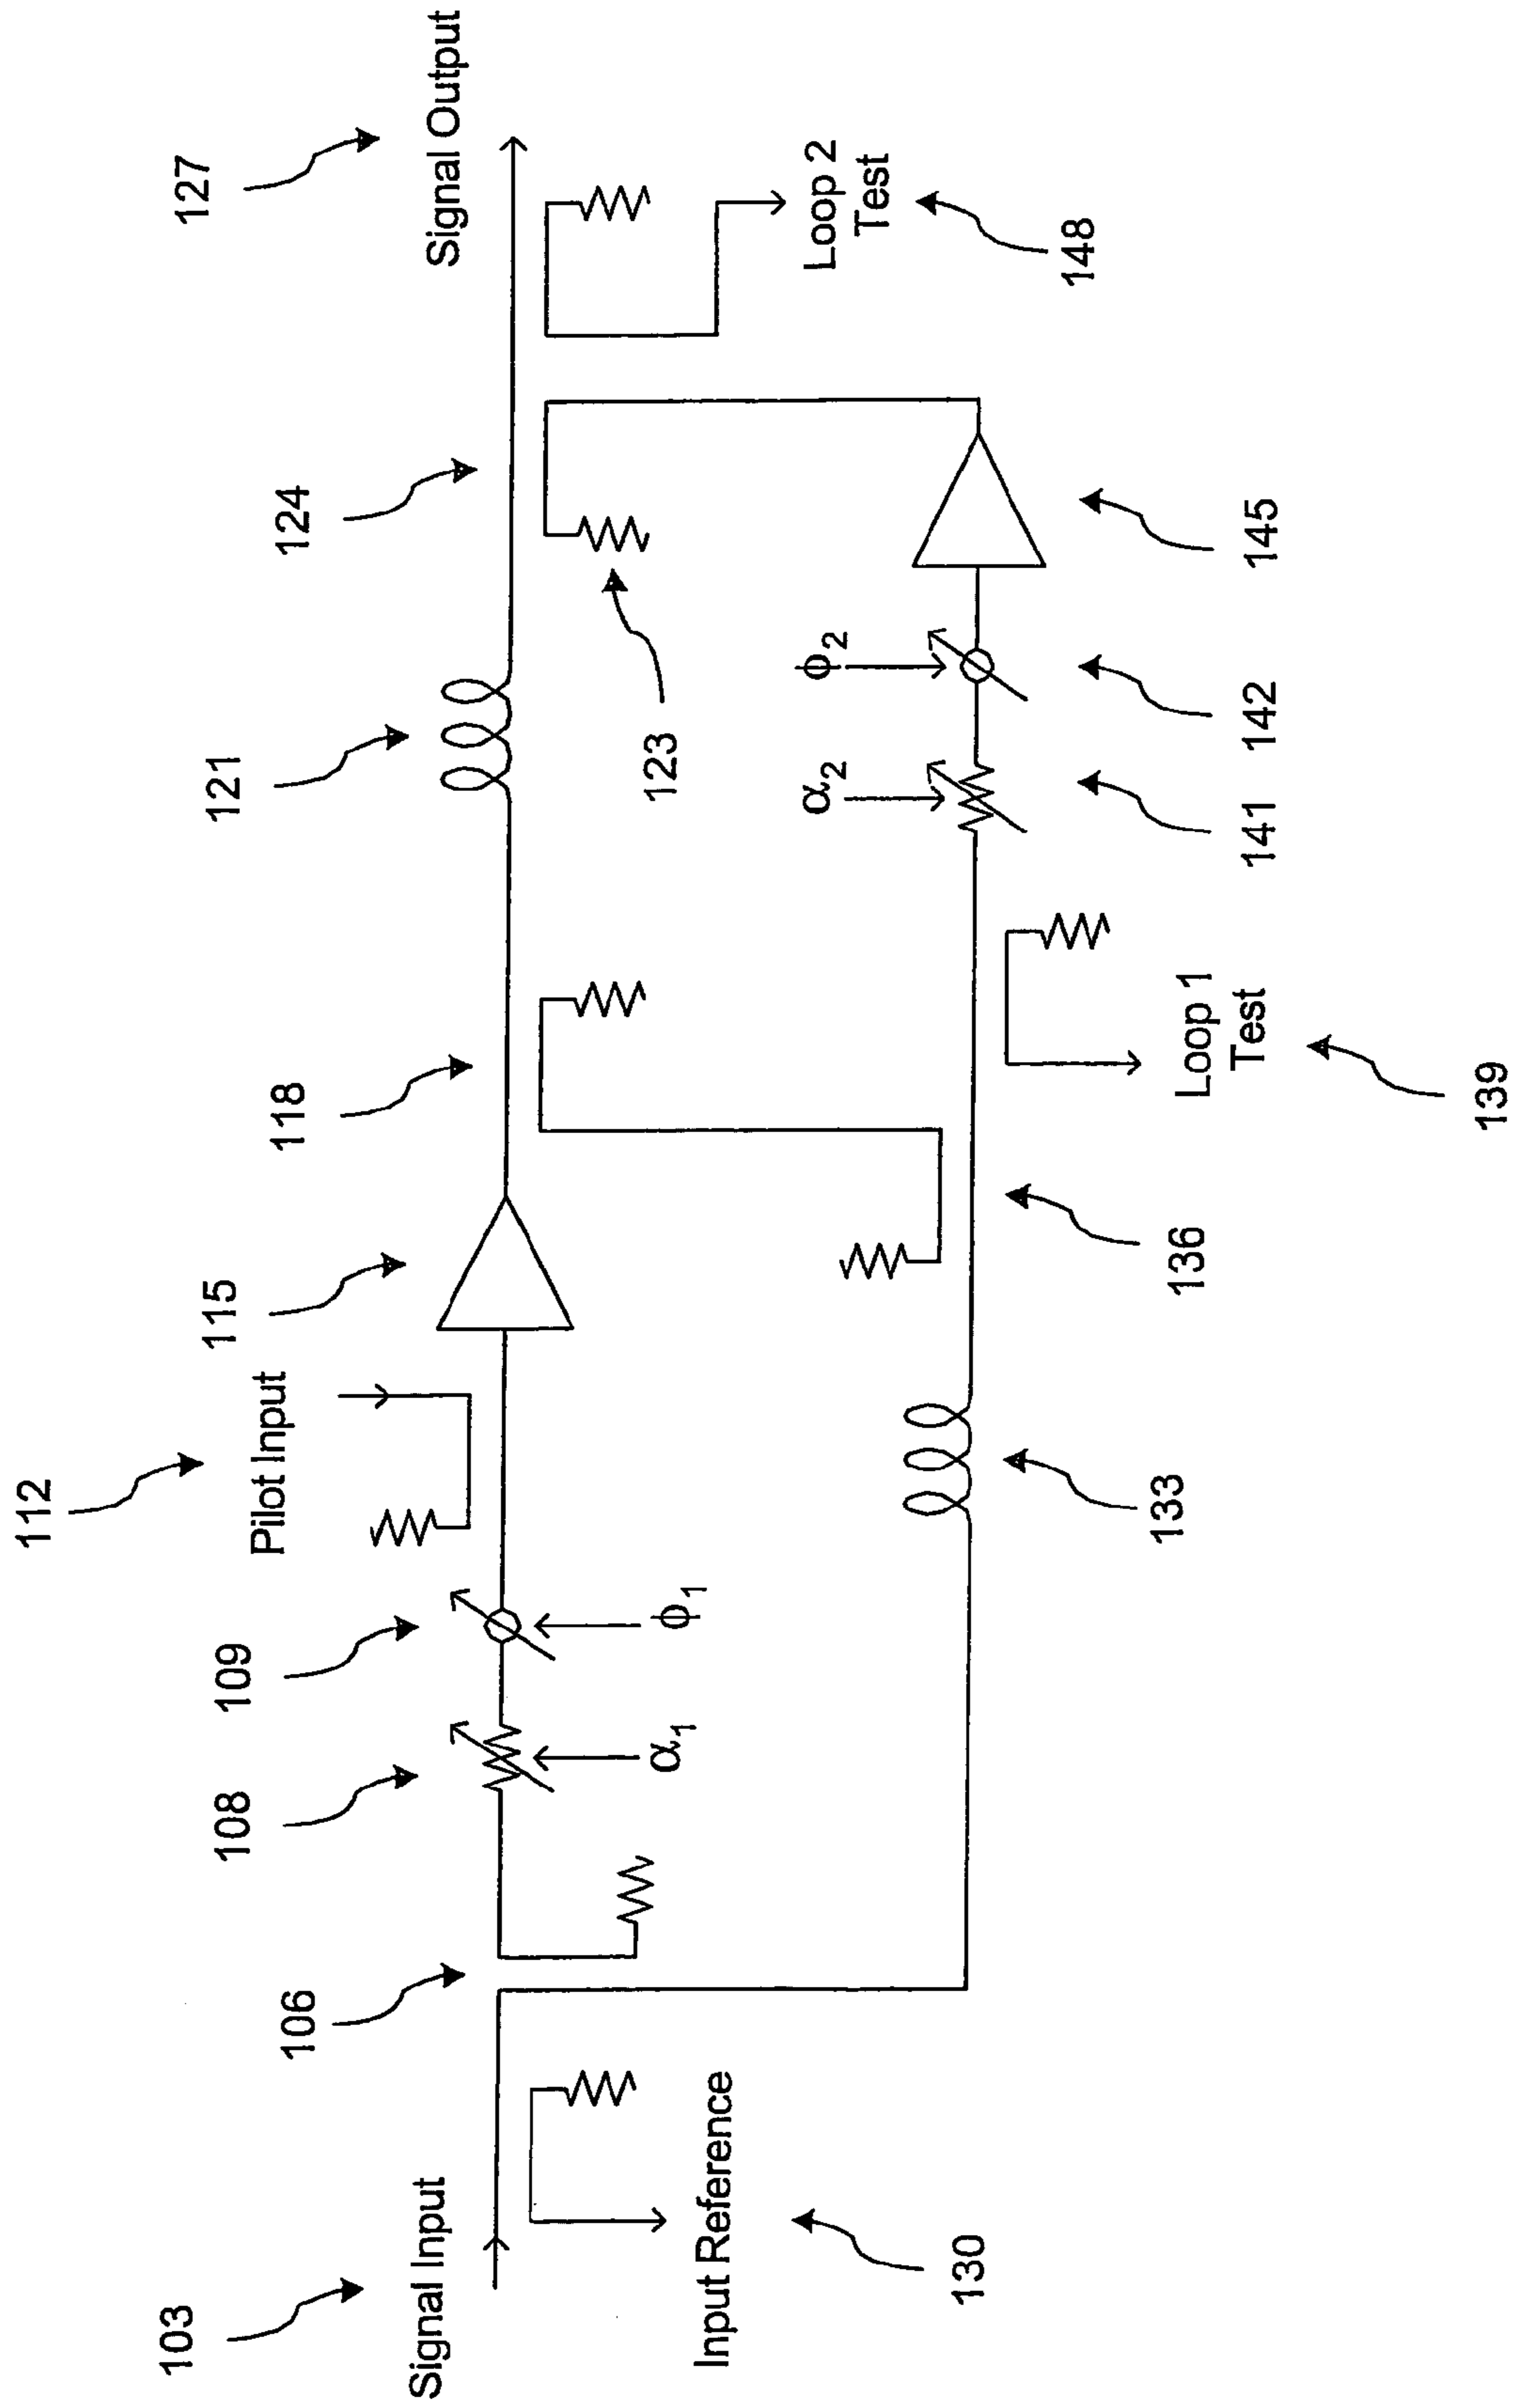 112
Pilot Input
103
Signal Input
106
108
109
115
118
121
124
127
Signal Output
α1
ϕ1
123
α2
ϕ2
Loop 2
Test
148
Input Reference
130
133
136
Loop 1
Test
139
141
142
145